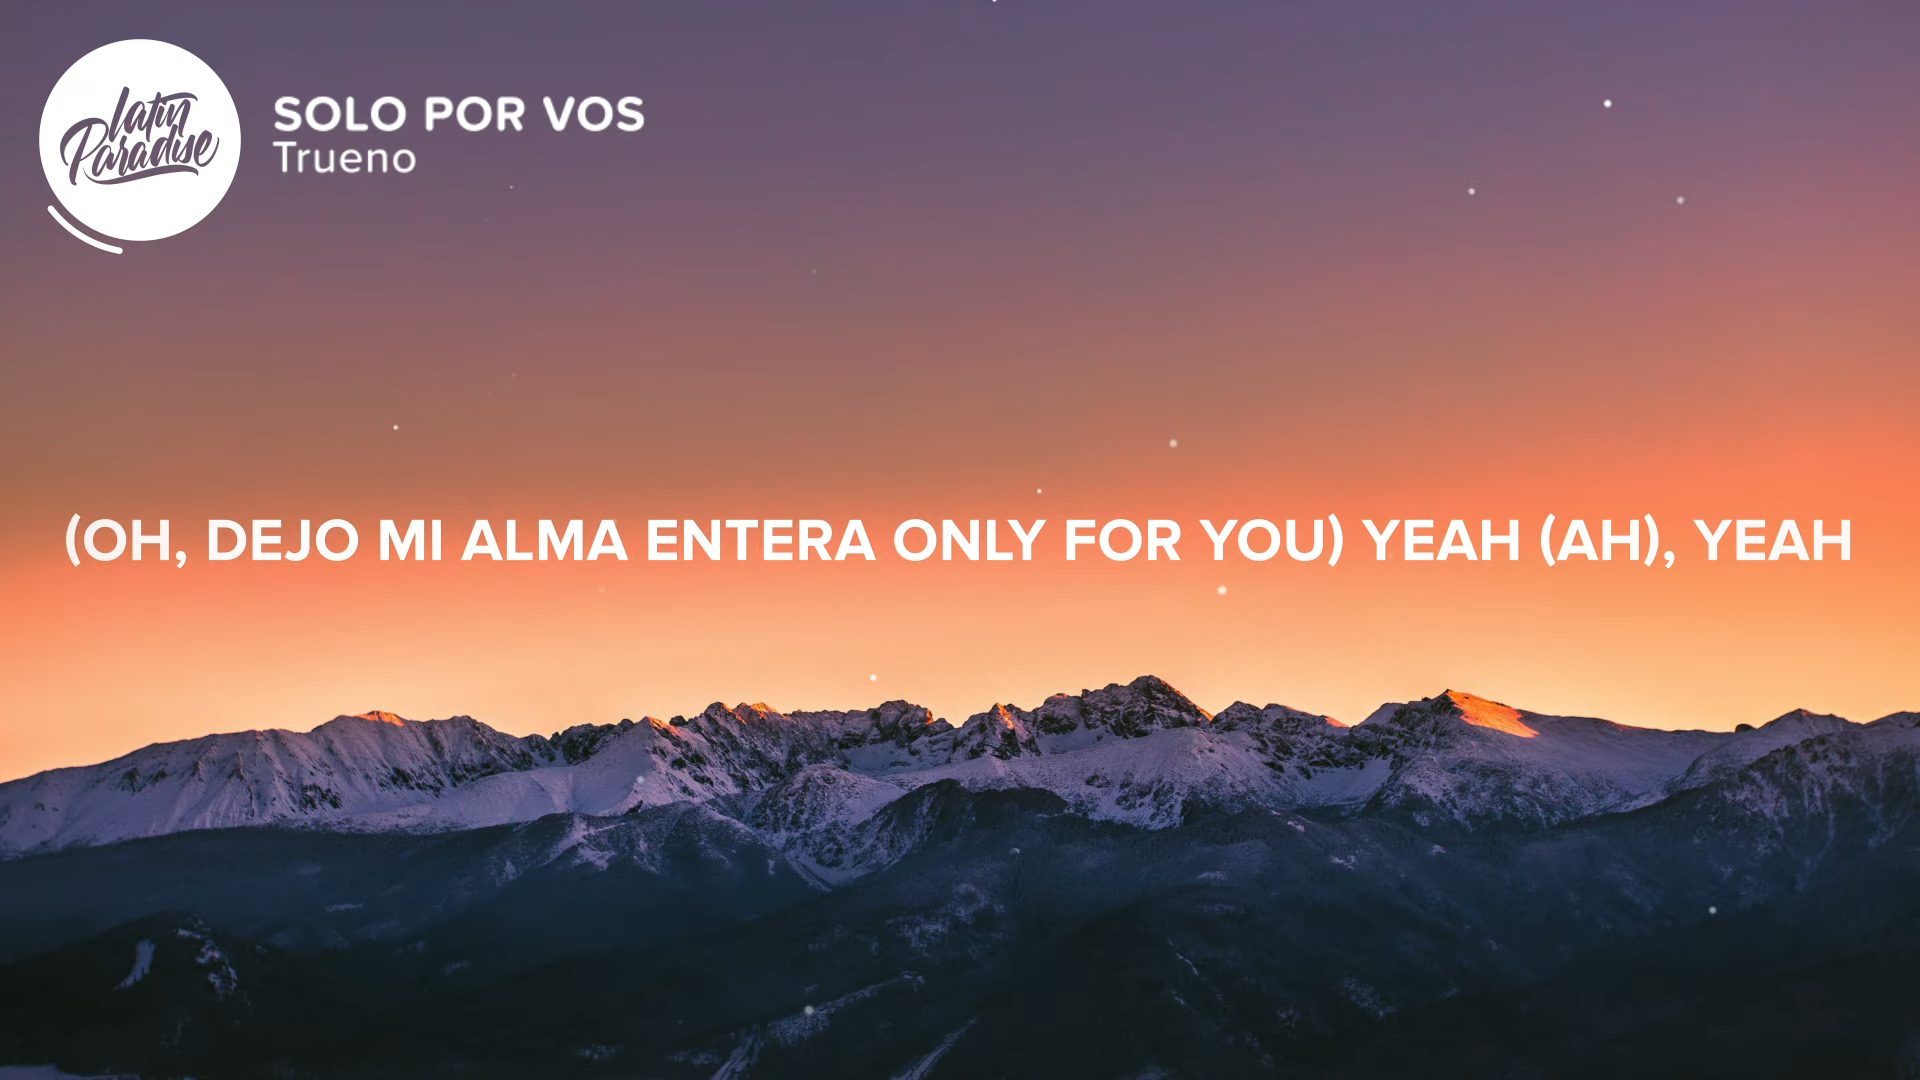 Latin
Paradise
SOLO POR VOS
Trueno
(OH, DEJO MI ALMA ENTERA ONLY FOR YOU) YEAH (AH), YEAH